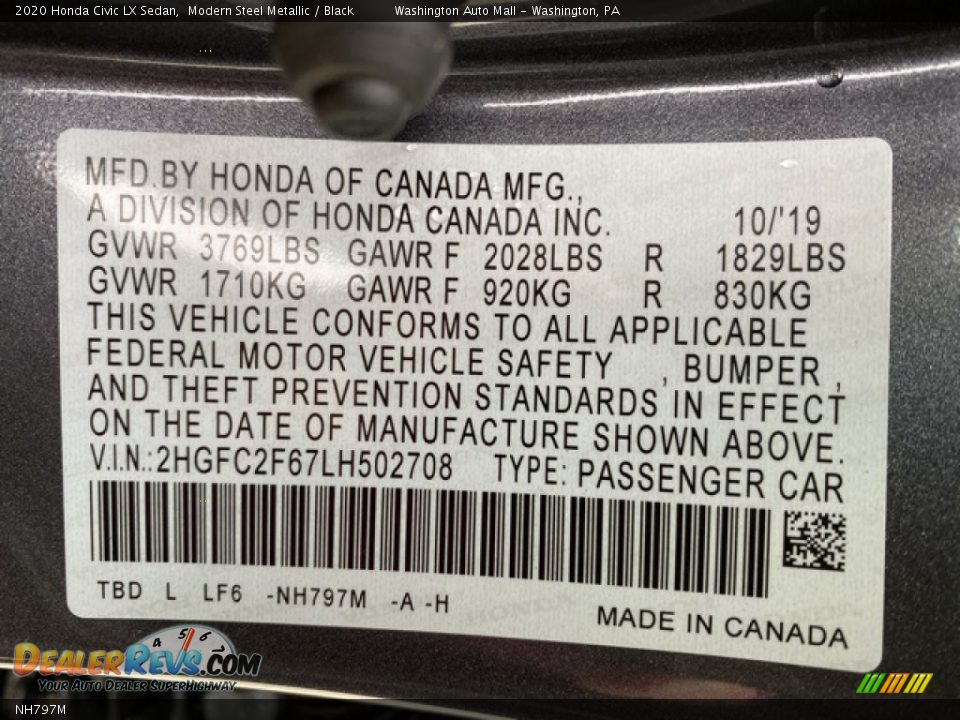 2020 Honda Civic LX Sedan, Modern Steel Metallic / Black Washington Auto Mall - Washington, PA
MFD.BY HONDA OF CANADA MFG.,
A DIVISION OF HONDA CANADA INC. 10/'19
GVWR 3769LBS GAWR F 2028LBS R 1829LBS
GVWR 1710KG GAWR F 920KG R 830KG
THIS VEHICLE CONFORMS TO ALL APPLICABLE
FEDERAL MOTOR VEHICLE SAFETY , BUMPER ,
AND THEFT PREVENTION STANDARDS IN EFFECT
ON THE DATE OF MANUFACTURE SHOWN ABOVE.
V.I.N.:2HGFC2F67LH502708 TYPE: PASSENGER CAR
TBD L LF6 -NH797M -A -H
MADE IN CANADA
4 5 6
DEALERREVS.COM
YOUR AUTO DEALER SUPERHIGHWAY
NH797M